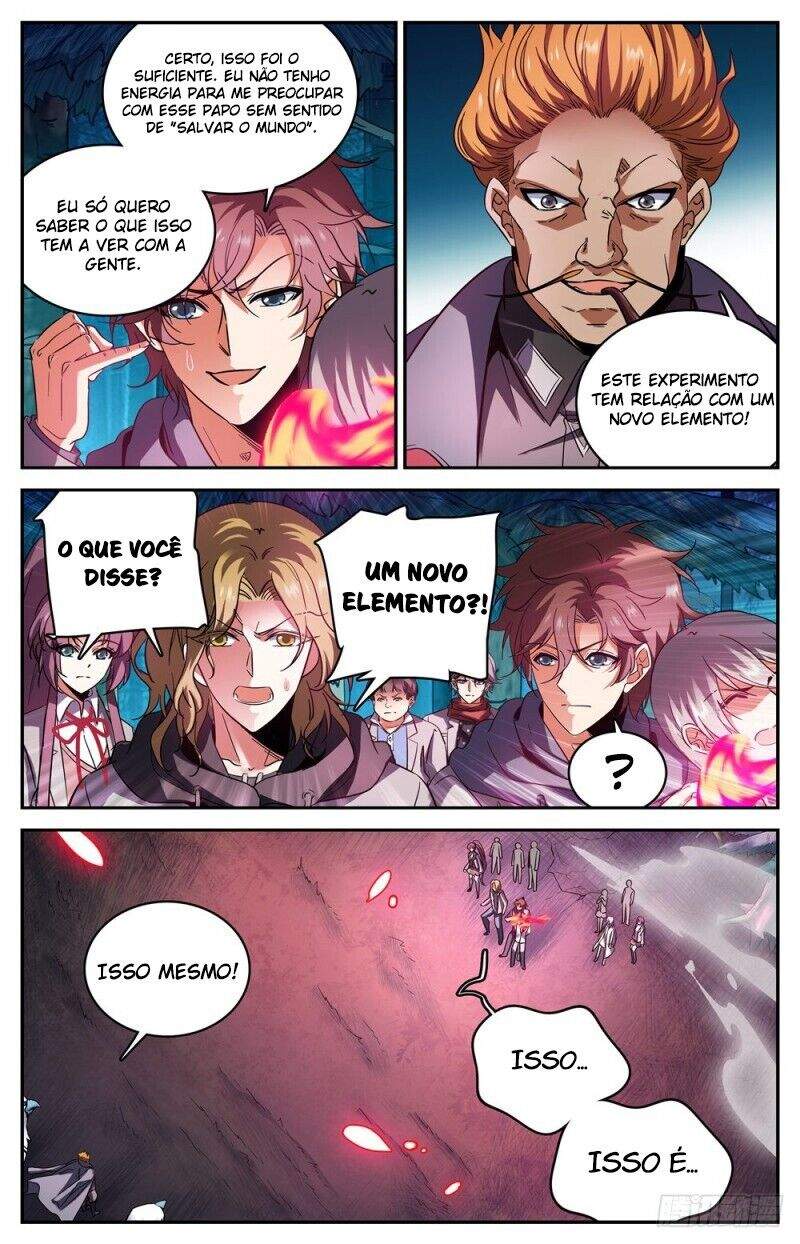 CERTO, ISSO FOI O
SUFICIENTE. EU NÃO TENHO
ENERGIA PARA ME PREOCUPAR
COM ESSE PAPO SEM SENTIDO
DE "SALVAR O MUNDO".
EU SÓ QUERO
SABER O QUE ISSO
TEM A VER COM A
GENTE.
ESTE EXPERIMENTO
TEM RELAÇÃO COM UM
NOVO ELEMENTO!
O QUE VOCÊ
DISSE?
UM NOVO
ELEMENTO?!
?
ISSO MESMO!
ISSO...
ISSO É...